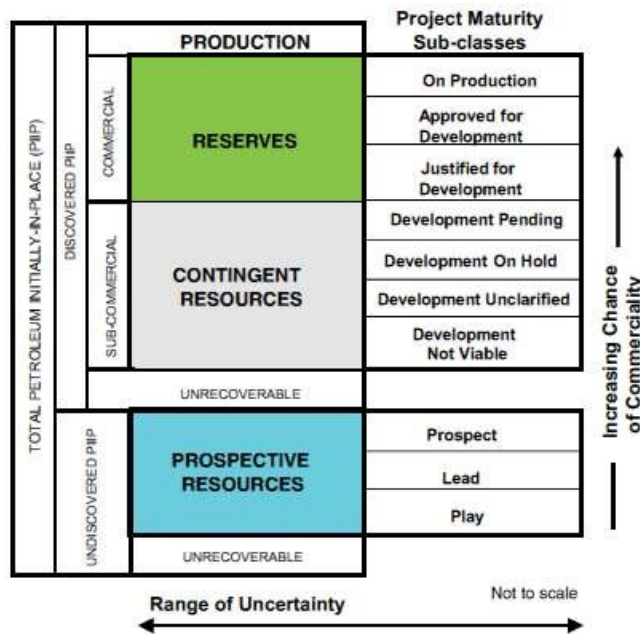 Project Maturity
Sub-classes
PRODUCTION
On Production
Approved for
Development
Justified for
Development
RESERVES
COMMERCIAL
Development Pending
Development On Hold
Development Unclarified
Development
Not Viable
CONTINGENT
RESOURCES
SUB-COMMERCIAL
UNRECOVERABLE
DISCOVERED PIIP
TOTAL PETROLEUM INITIALLY-IN-PLACE (PIIP)
Prospect
Lead
Play
PROSPECTIVE
RESOURCES
UNDISCOVERED PIIP
UNRECOVERABLE
Increasing Chance
of Commerciality
Not to scale
Range of Uncertainty